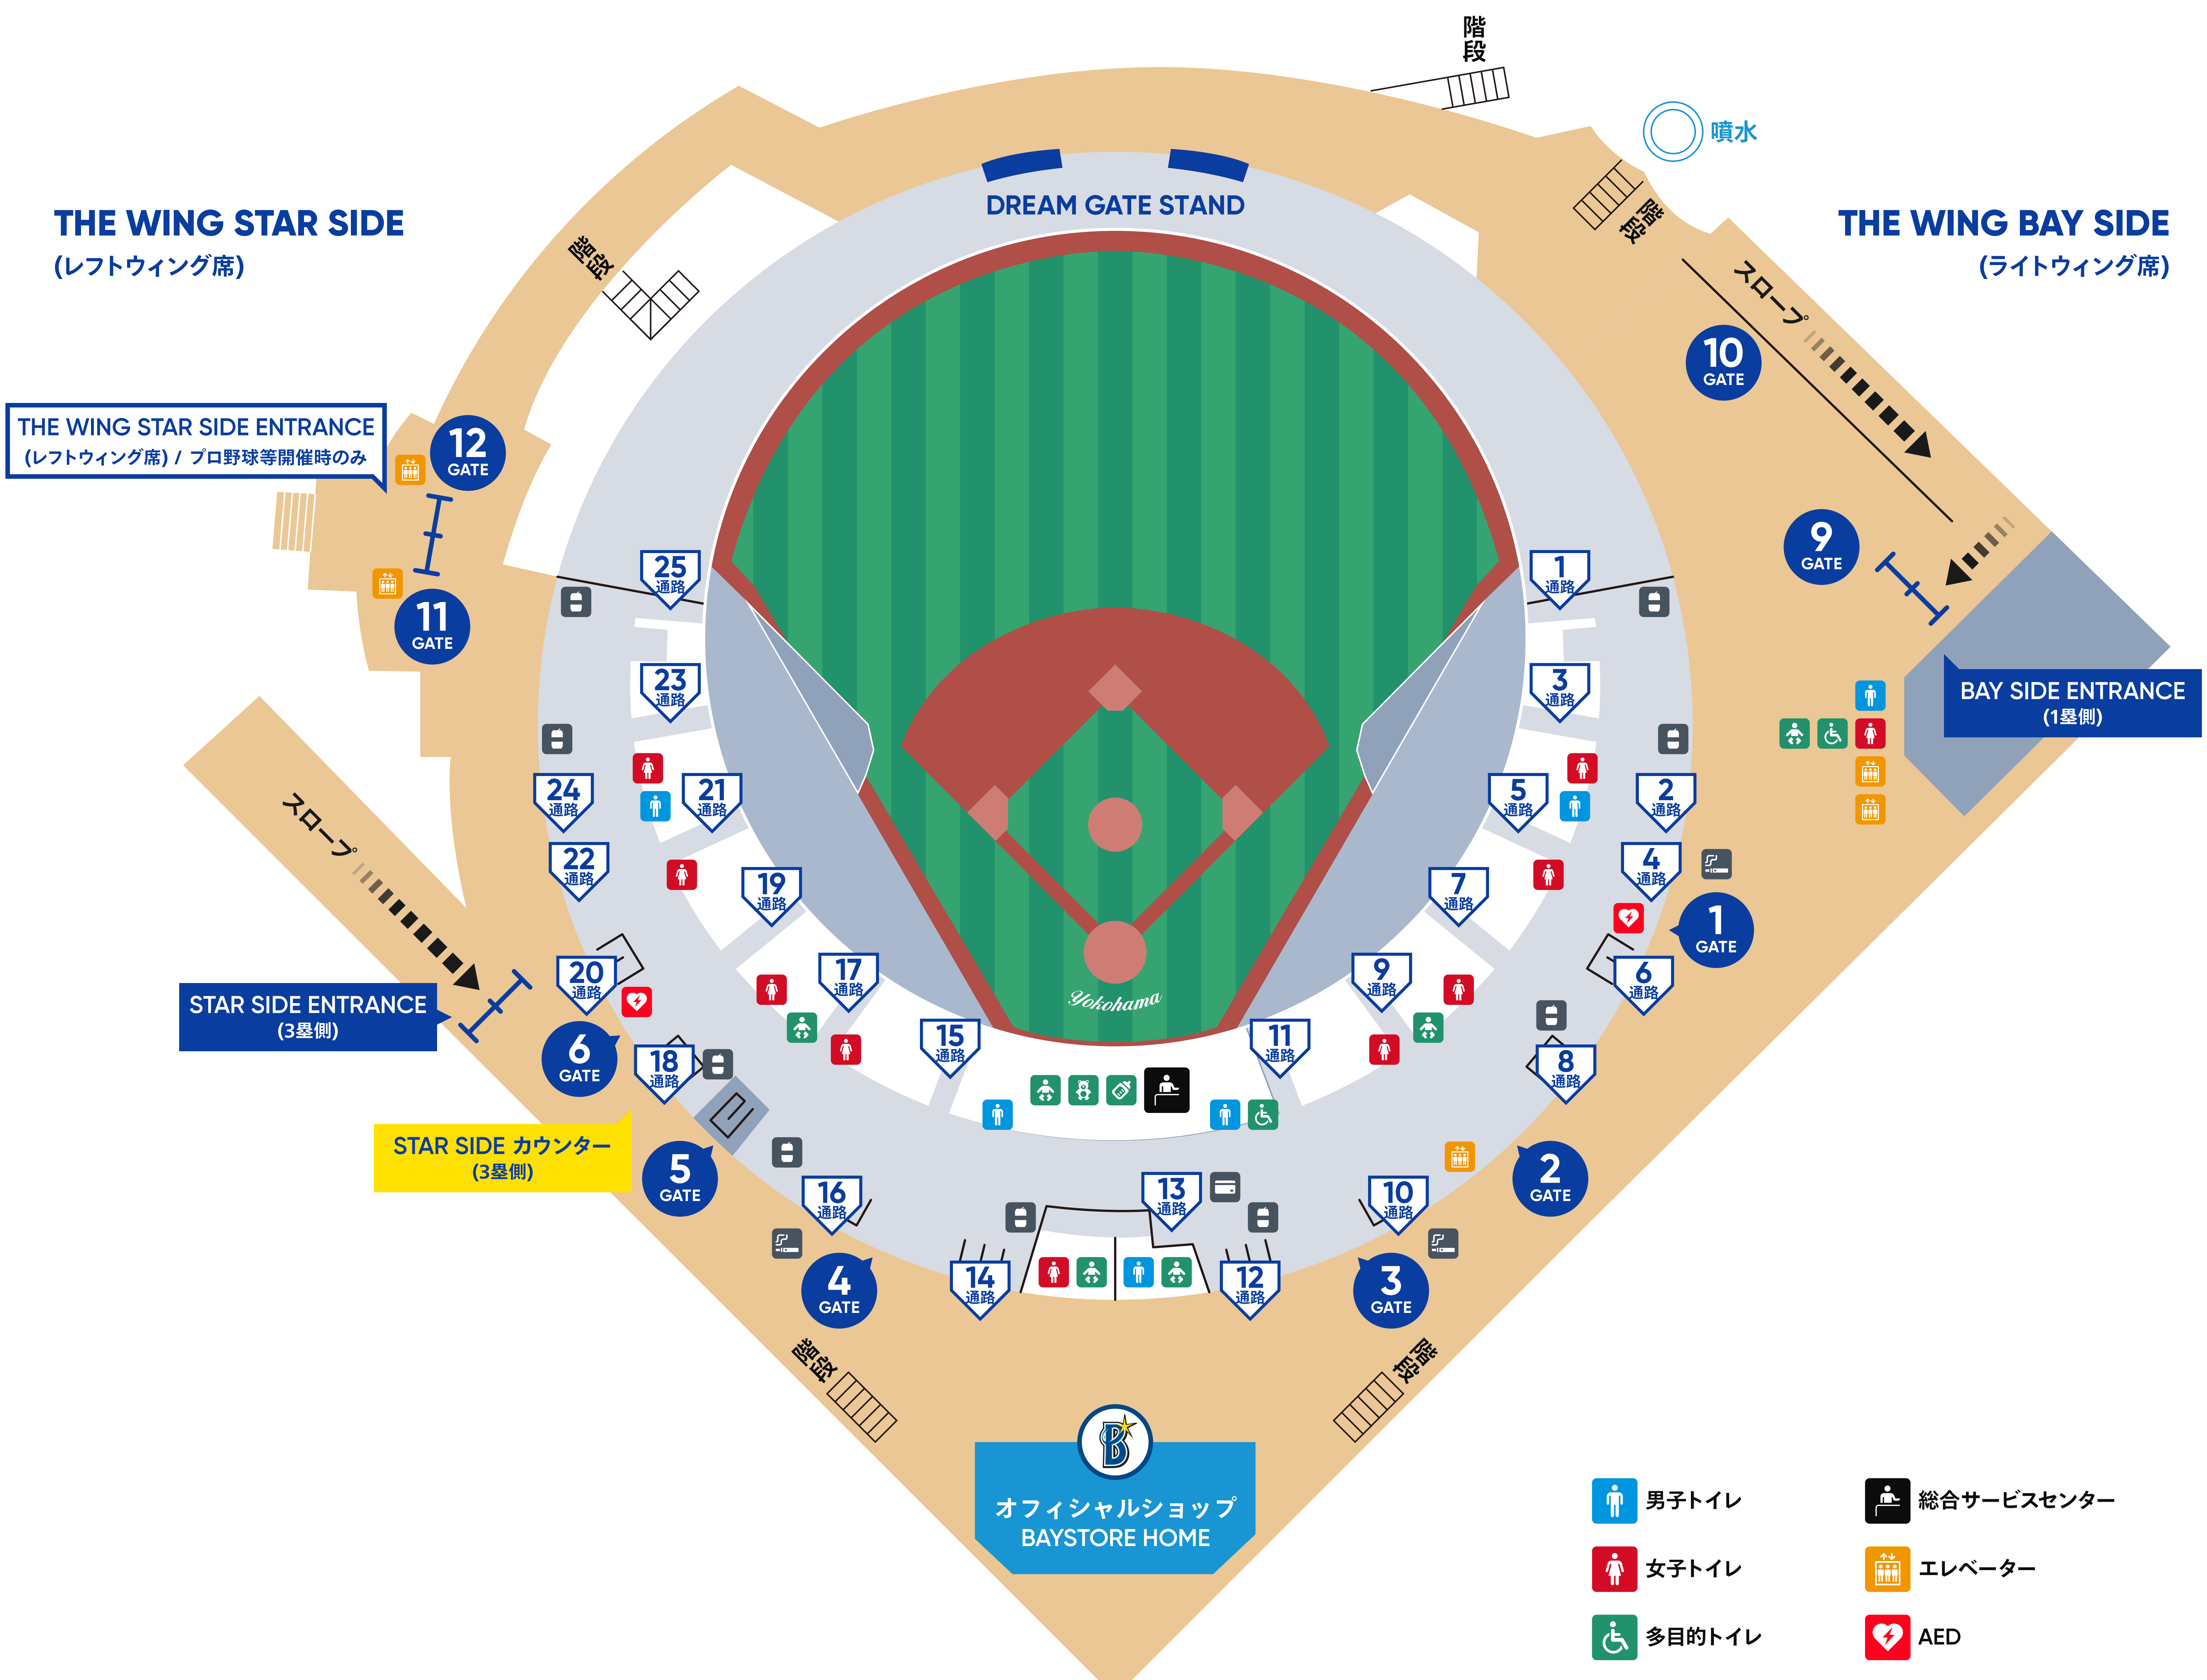 階段
噴水
THE WING STAR SIDE
(レフトウィング席)
DREAM GATE STAND
THE WING BAY SIDE
(ライトウィング席)
階段
階段
スロープ
10
GATE
THE WING STAR SIDE ENTRANCE
(レフトウィング席) / プロ野球等開催時のみ
12
GATE
9
GATE
11
GATE
25
通路
1
通路
23
通路
3
通路
BAY SIDE ENTRANCE
(1塁側)
24
通路
21
通路
5
通路
2
通路
スロープ
22
通路
19
通路
7
通路
4
通路
1
GATE
20
通路
17
通路
9
通路
6
通路
Yokohama
STAR SIDE ENTRANCE
(3塁側)
6
GATE
18
通路
15
通路
11
通路
8
通路
STAR SIDE カウンター
(3塁側)
5
GATE
2
GATE
16
通路
13
通路
10
通路
4
GATE
14
通路
12
通路
3
GATE
階段
階段
B
オフィシャルショップ
BAYSTORE HOME
男子トイレ
総合サービスセンター
女子トイレ
エレベーター
多目的トイレ
AED